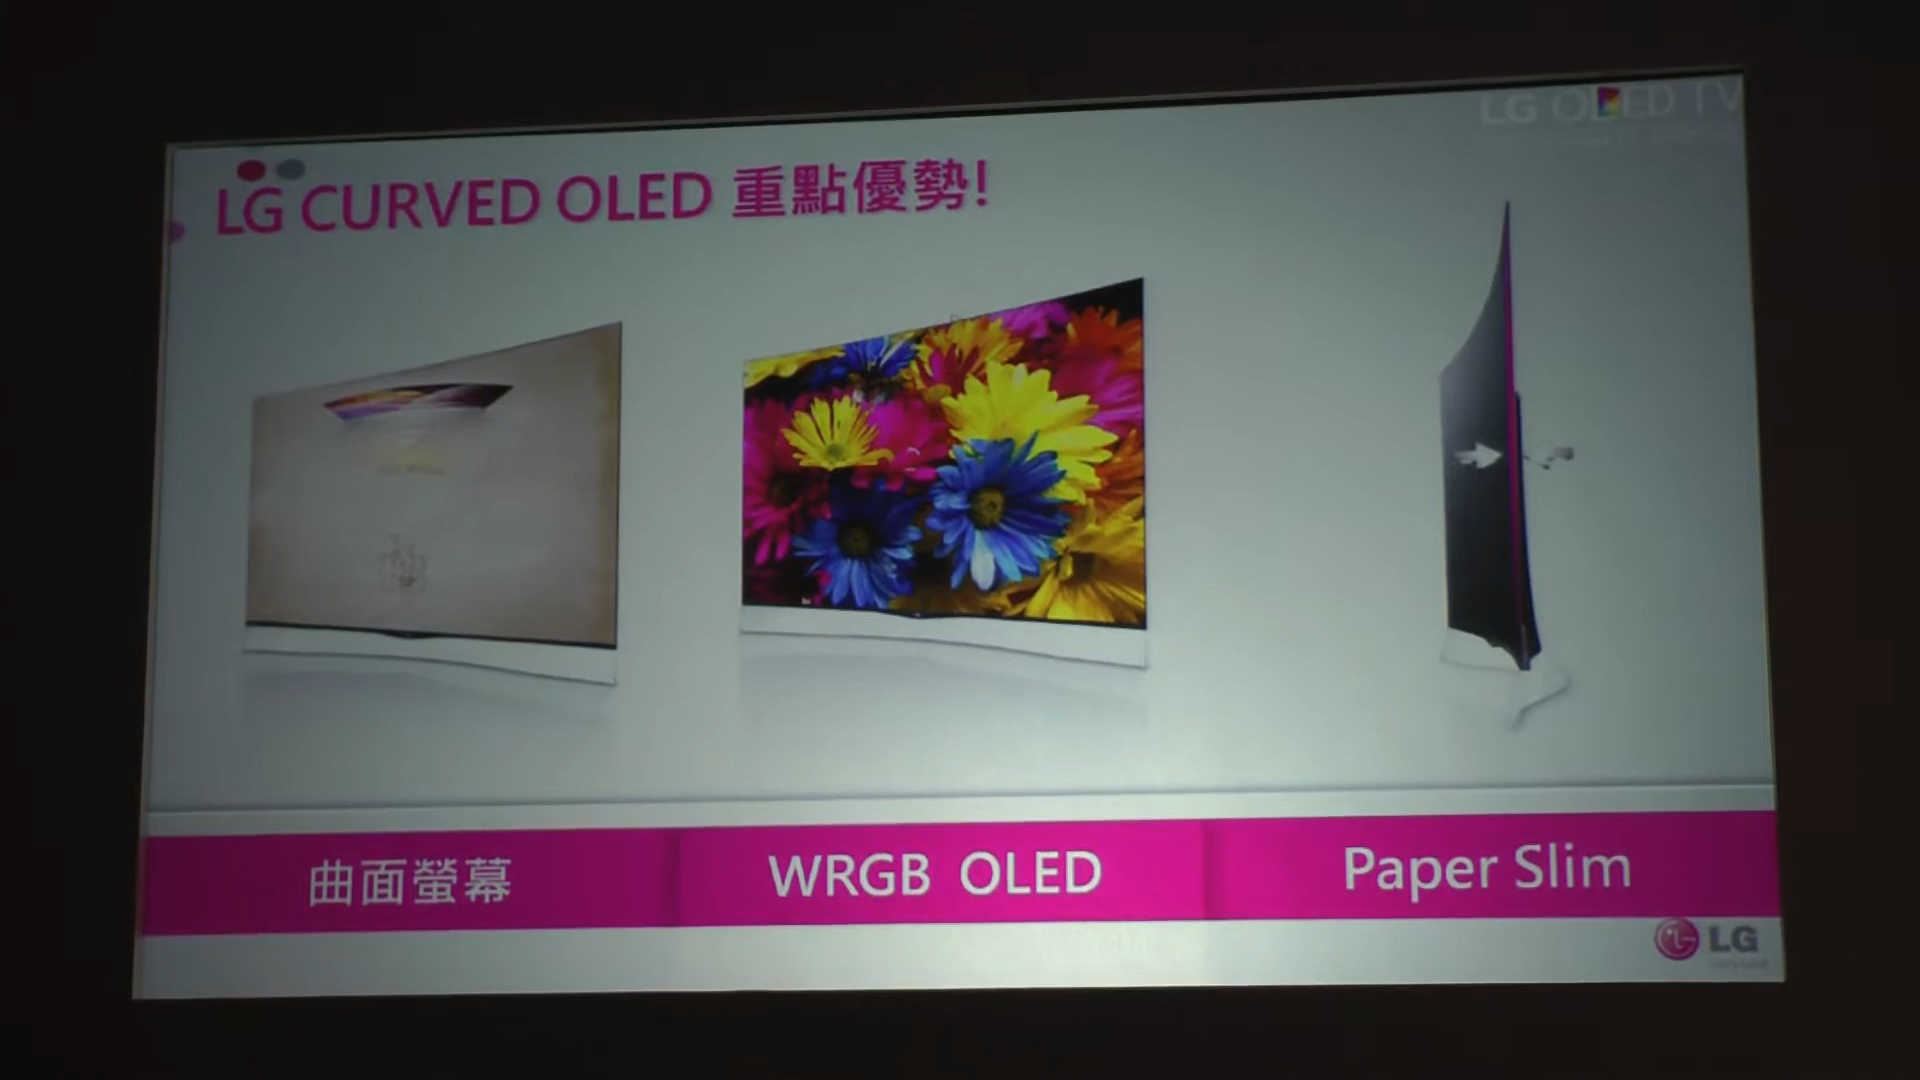 LG OLED TV
LG CURVED OLED 重點優勢!
曲面螢幕
WRGB OLED
Paper Slim
LG